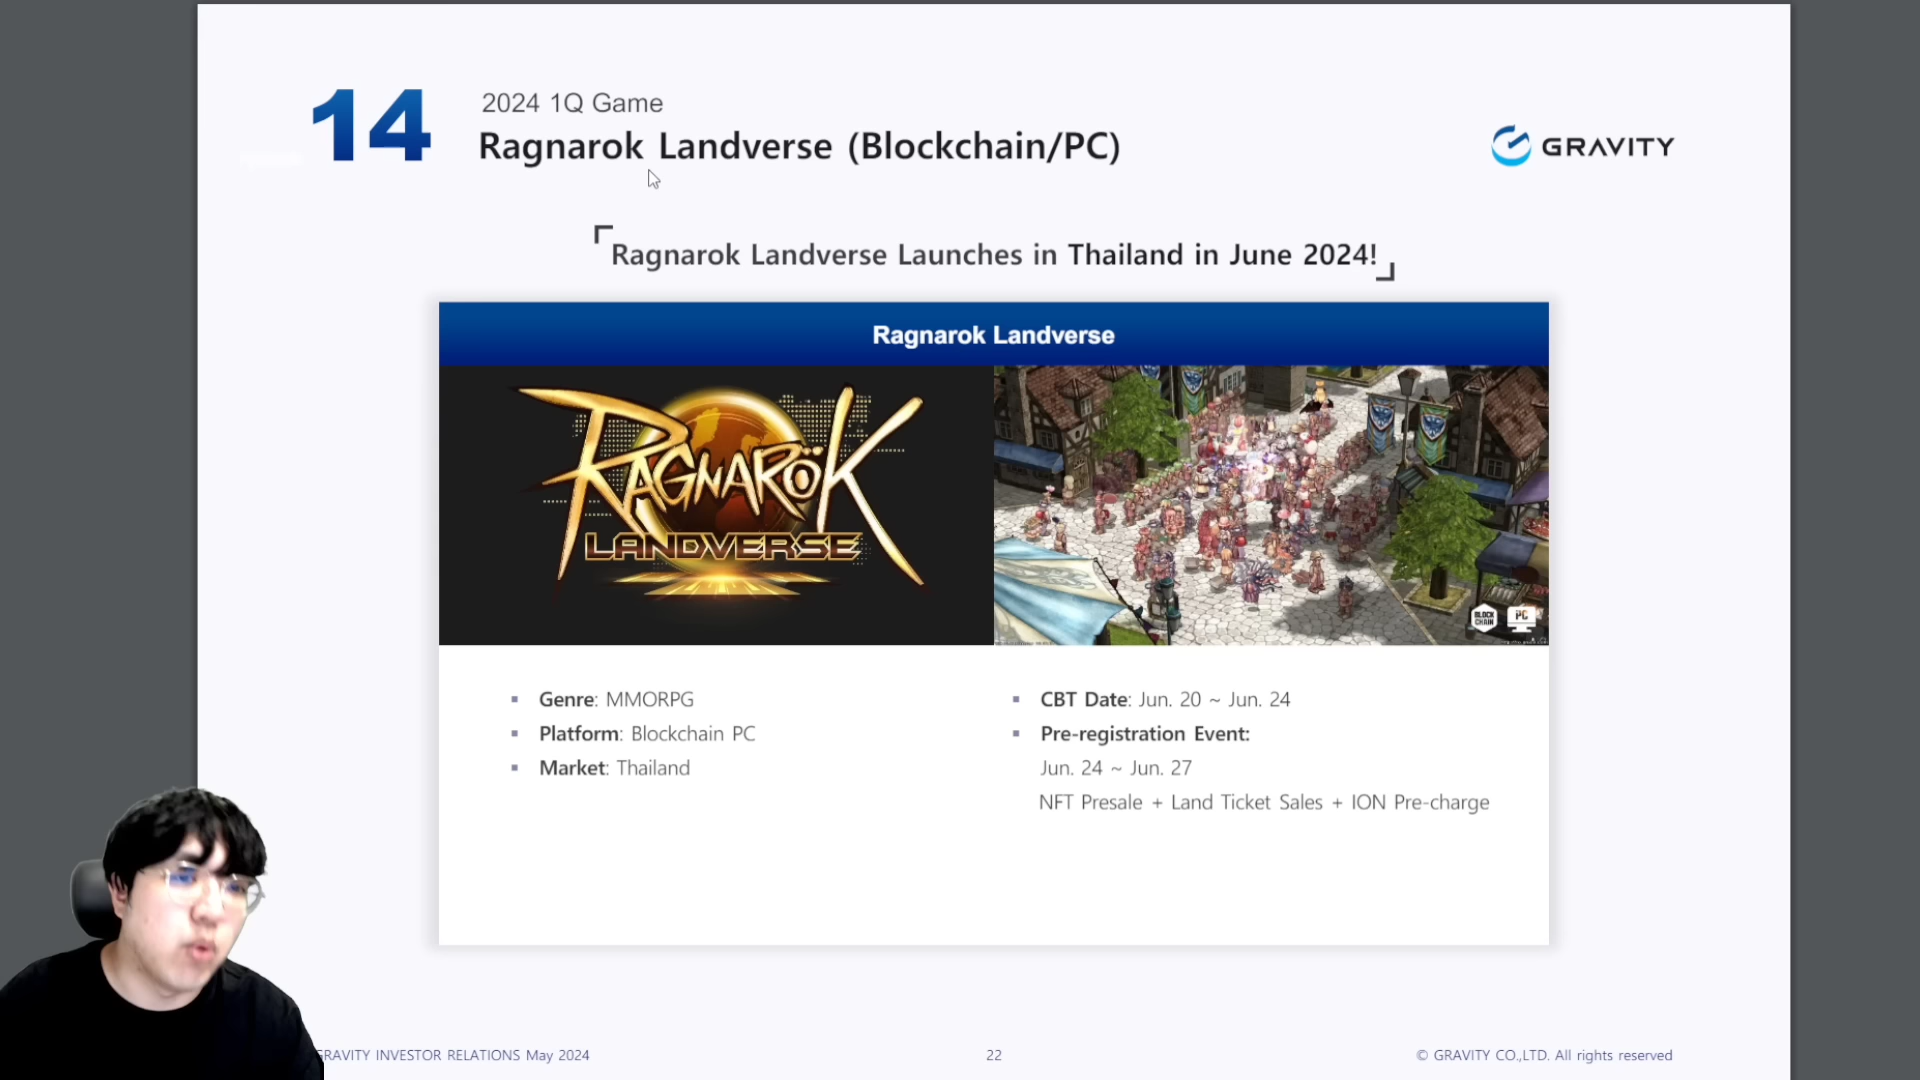 14
2024 1Q Game
Ragnarok Landverse (Blockchain/PC)
GRAVITY
「Ragnarok Landverse Launches in Thailand in June 2024!」
Ragnarok Landverse
RAGNARÖK
LANDVERSE
BLOCK
CHAIN
PC
▪ Genre: MMORPG
▪ Platform: Blockchain PC
▪ Market: Thailand
▪ CBT Date: Jun. 20 ~ Jun. 24
▪ Pre-registration Event:
Jun. 24 ~ Jun. 27
NFT Presale + Land Ticket Sales + ION Pre-charge
GRAVITY INVESTOR RELATIONS May 2024
22
© GRAVITY CO.,LTD. All rights reserved